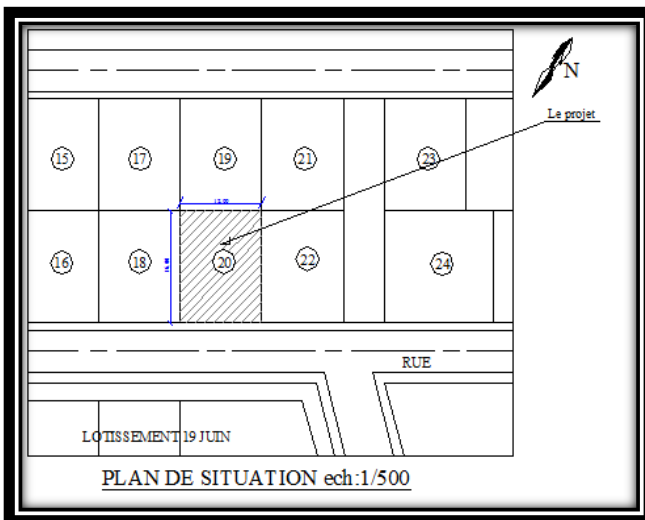 N
Le projet
15
17
19
21
23
16
18
20
22
24
RUE
LOTISSEMENT 19 JUIN
PLAN DE SITUATION ech:1/500